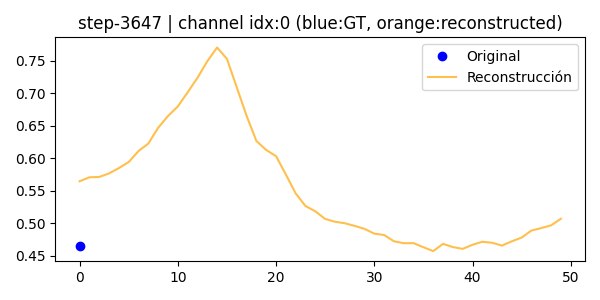 step-3647 | channel idx:0 (blue:GT, orange:reconstructed)
Original
Reconstrucción
0.75
0.70
0.65
0.60
0.55
0.50
0.45
0 10 20 30 40 50